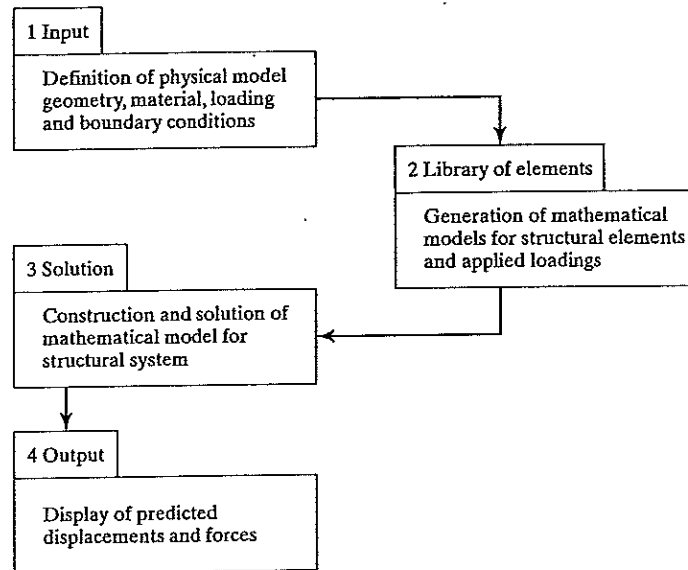 1 Input
Definition of physical model
geometry, material, loading
and boundary conditions
2 Library of elements
Generation of mathematical
models for structural elements
and applied loadings
3 Solution
Construction and solution of
mathematical model for
structural system
4 Output
Display of predicted
displacements and forces